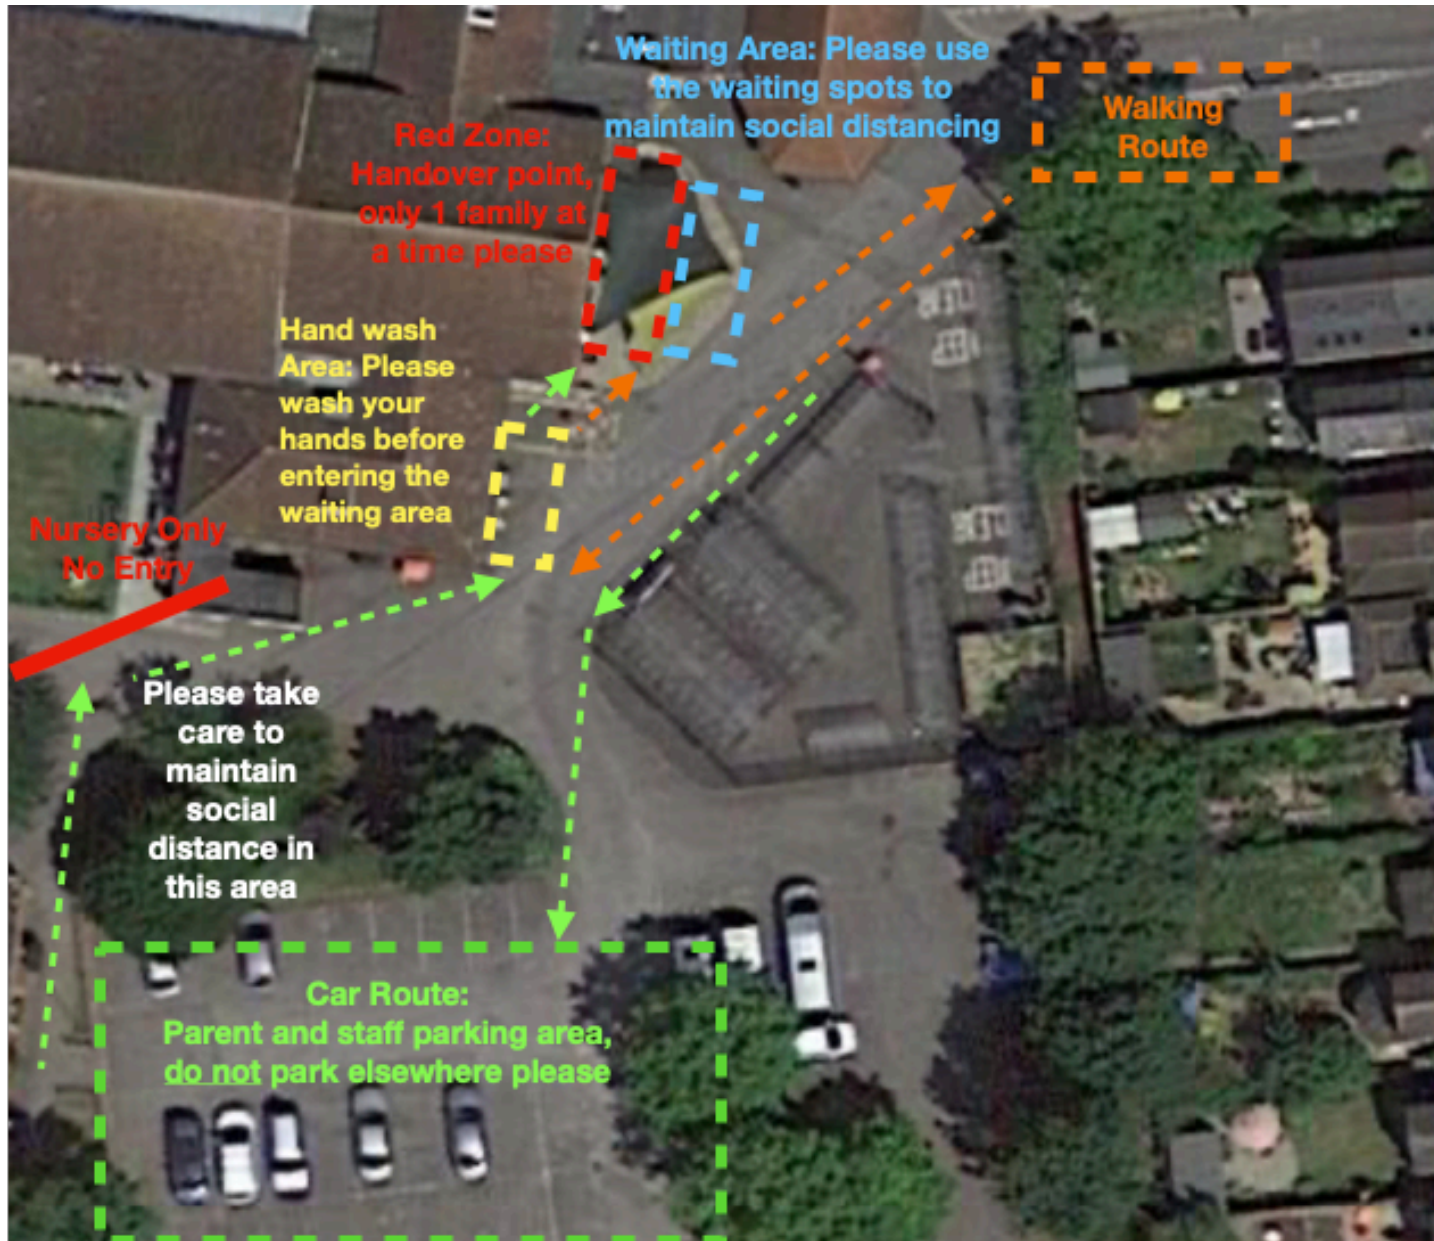 Waiting Area: Please use
the waiting spots to
maintain social distancing
Walking
Route
Red Zone:
Handover point,
only 1 family at
a time please
Hand wash
Area: Please
wash your
hands before
entering the
waiting area
Nursery Only
No Entry
Please take
care to
maintain
social
distance in
this area
Car Route:
Parent and staff parking area,
do not park elsewhere please